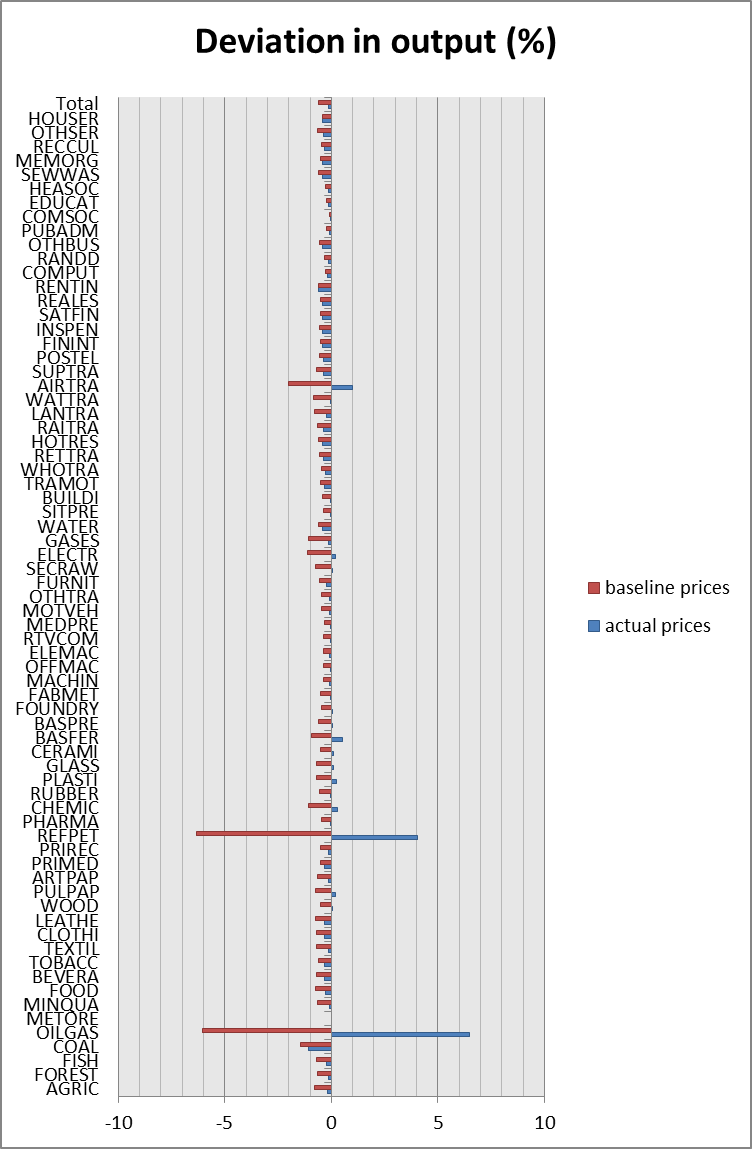 Deviation in output (%)
Total
HOUSER
OTHSER
RECCUL
MEMORG
SEWWAS
HEASOC
EDUCAT
COMSOC
PUBADM
OTHBUS
RANDD
COMPUT
RENTIN
REALES
SATFIN
INSPEN
FININT
POSTEL
SUPTRA
AIRTRA
WATTRA
LANTRA
RAITRA
HOTRES
RETTRA
WHOTRA
TRAMOT
BUILDI
SITPRE
WATER
GASES
ELECTR
SECRAW
FURNIT
OTHTRA
MOTVEH
MEDPRE
RTVCOM
ELEMAC
OFFMAC
MACHIN
FABMET
FOUNDRY
BASPRE
BASFER
CERAMI
GLASS
PLASTI
RUBBER
CHEMIC
PHARMA
REFPET
PRIREC
PRIMED
ARTPAP
PULPAP
WOOD
LEATHE
CLOTHI
TEXTIL
TOBACC
BEVERA
FOOD
MINQUA
METORE
OILGAS
COAL
FISH
FOREST
AGRIC
-10 -5 0 5 10
baseline prices
actual prices